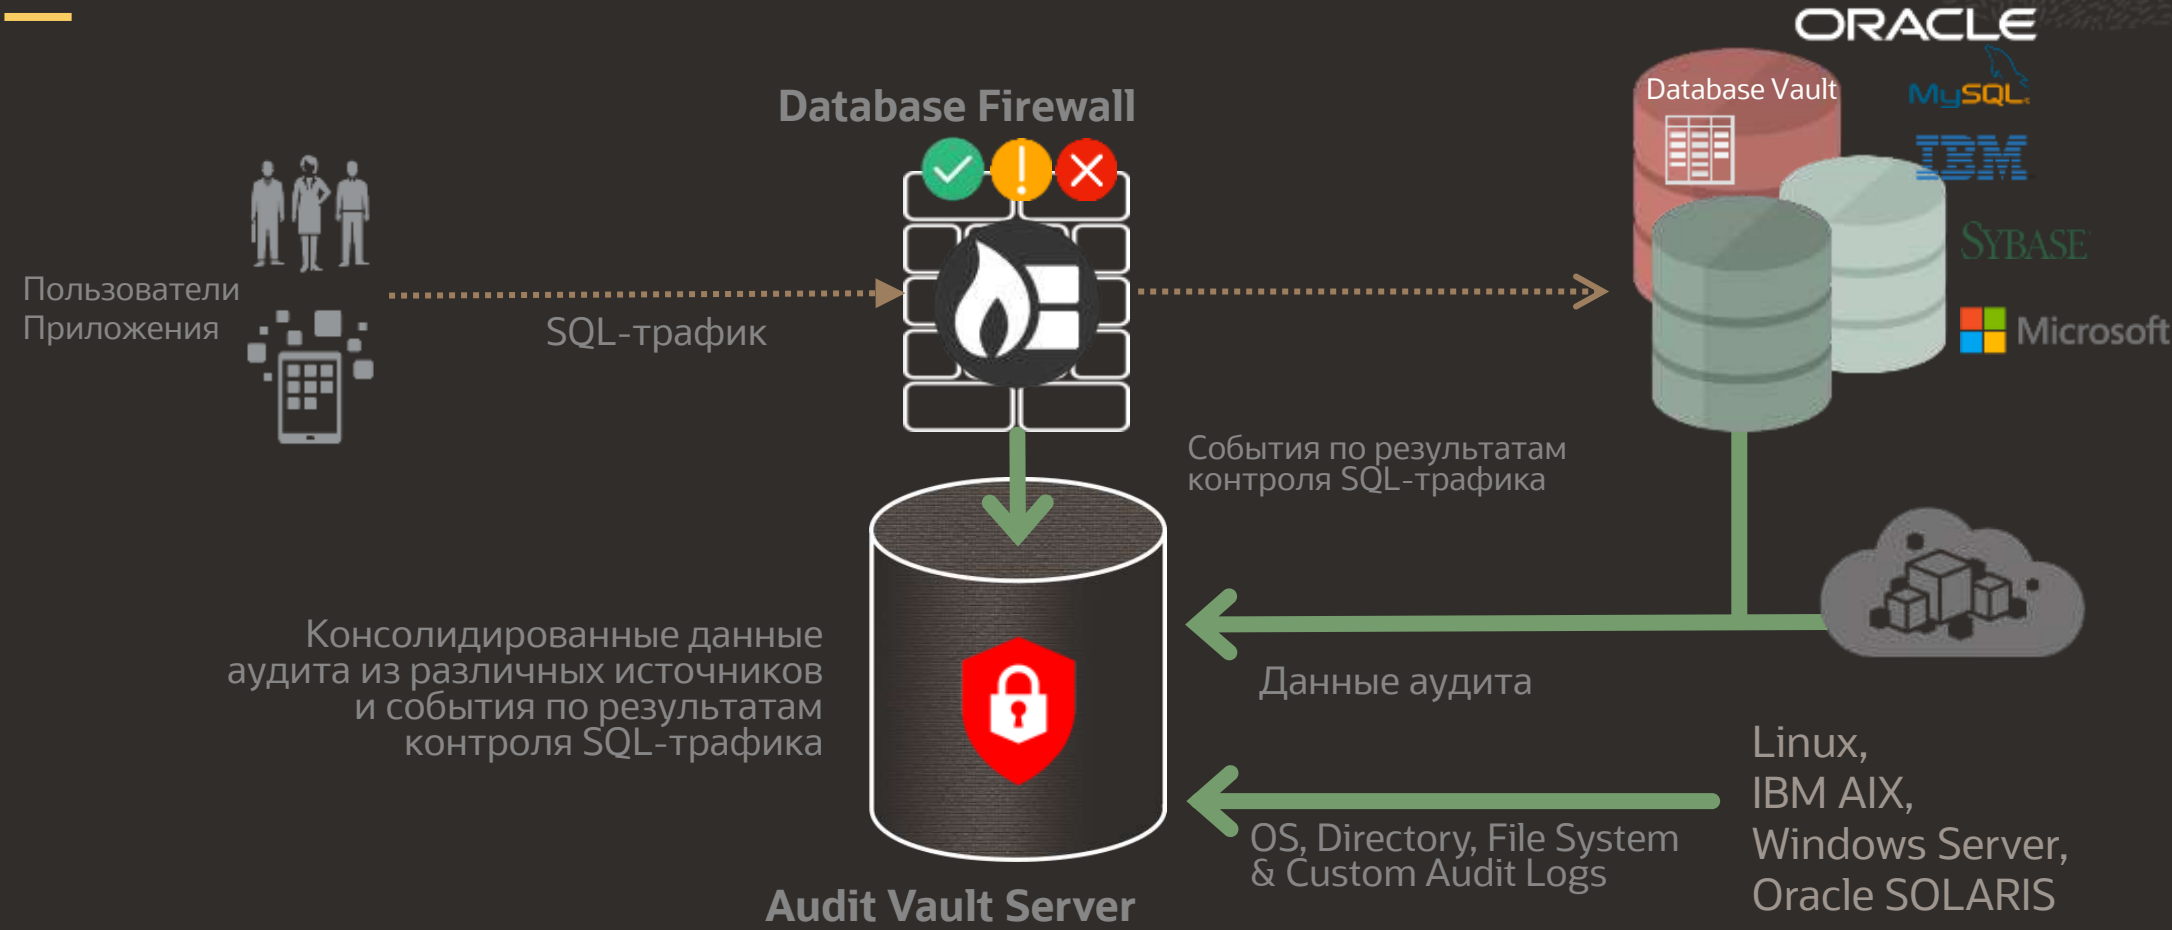 ORACLE
Database Vault
MySQL
IBM
SYBASE
Microsoft
Database Firewall
Пользователи
Приложения
SQL-трафик
События по результатам
контроля SQL-трафика
Консолидированные данные
аудита из различных источников
и события по результатам
контроля SQL-трафика
Данные аудита
OS, Directory, File System
& Custom Audit Logs
Linux,
IBM AIX,
Windows Server,
Oracle SOLARIS
Audit Vault Server